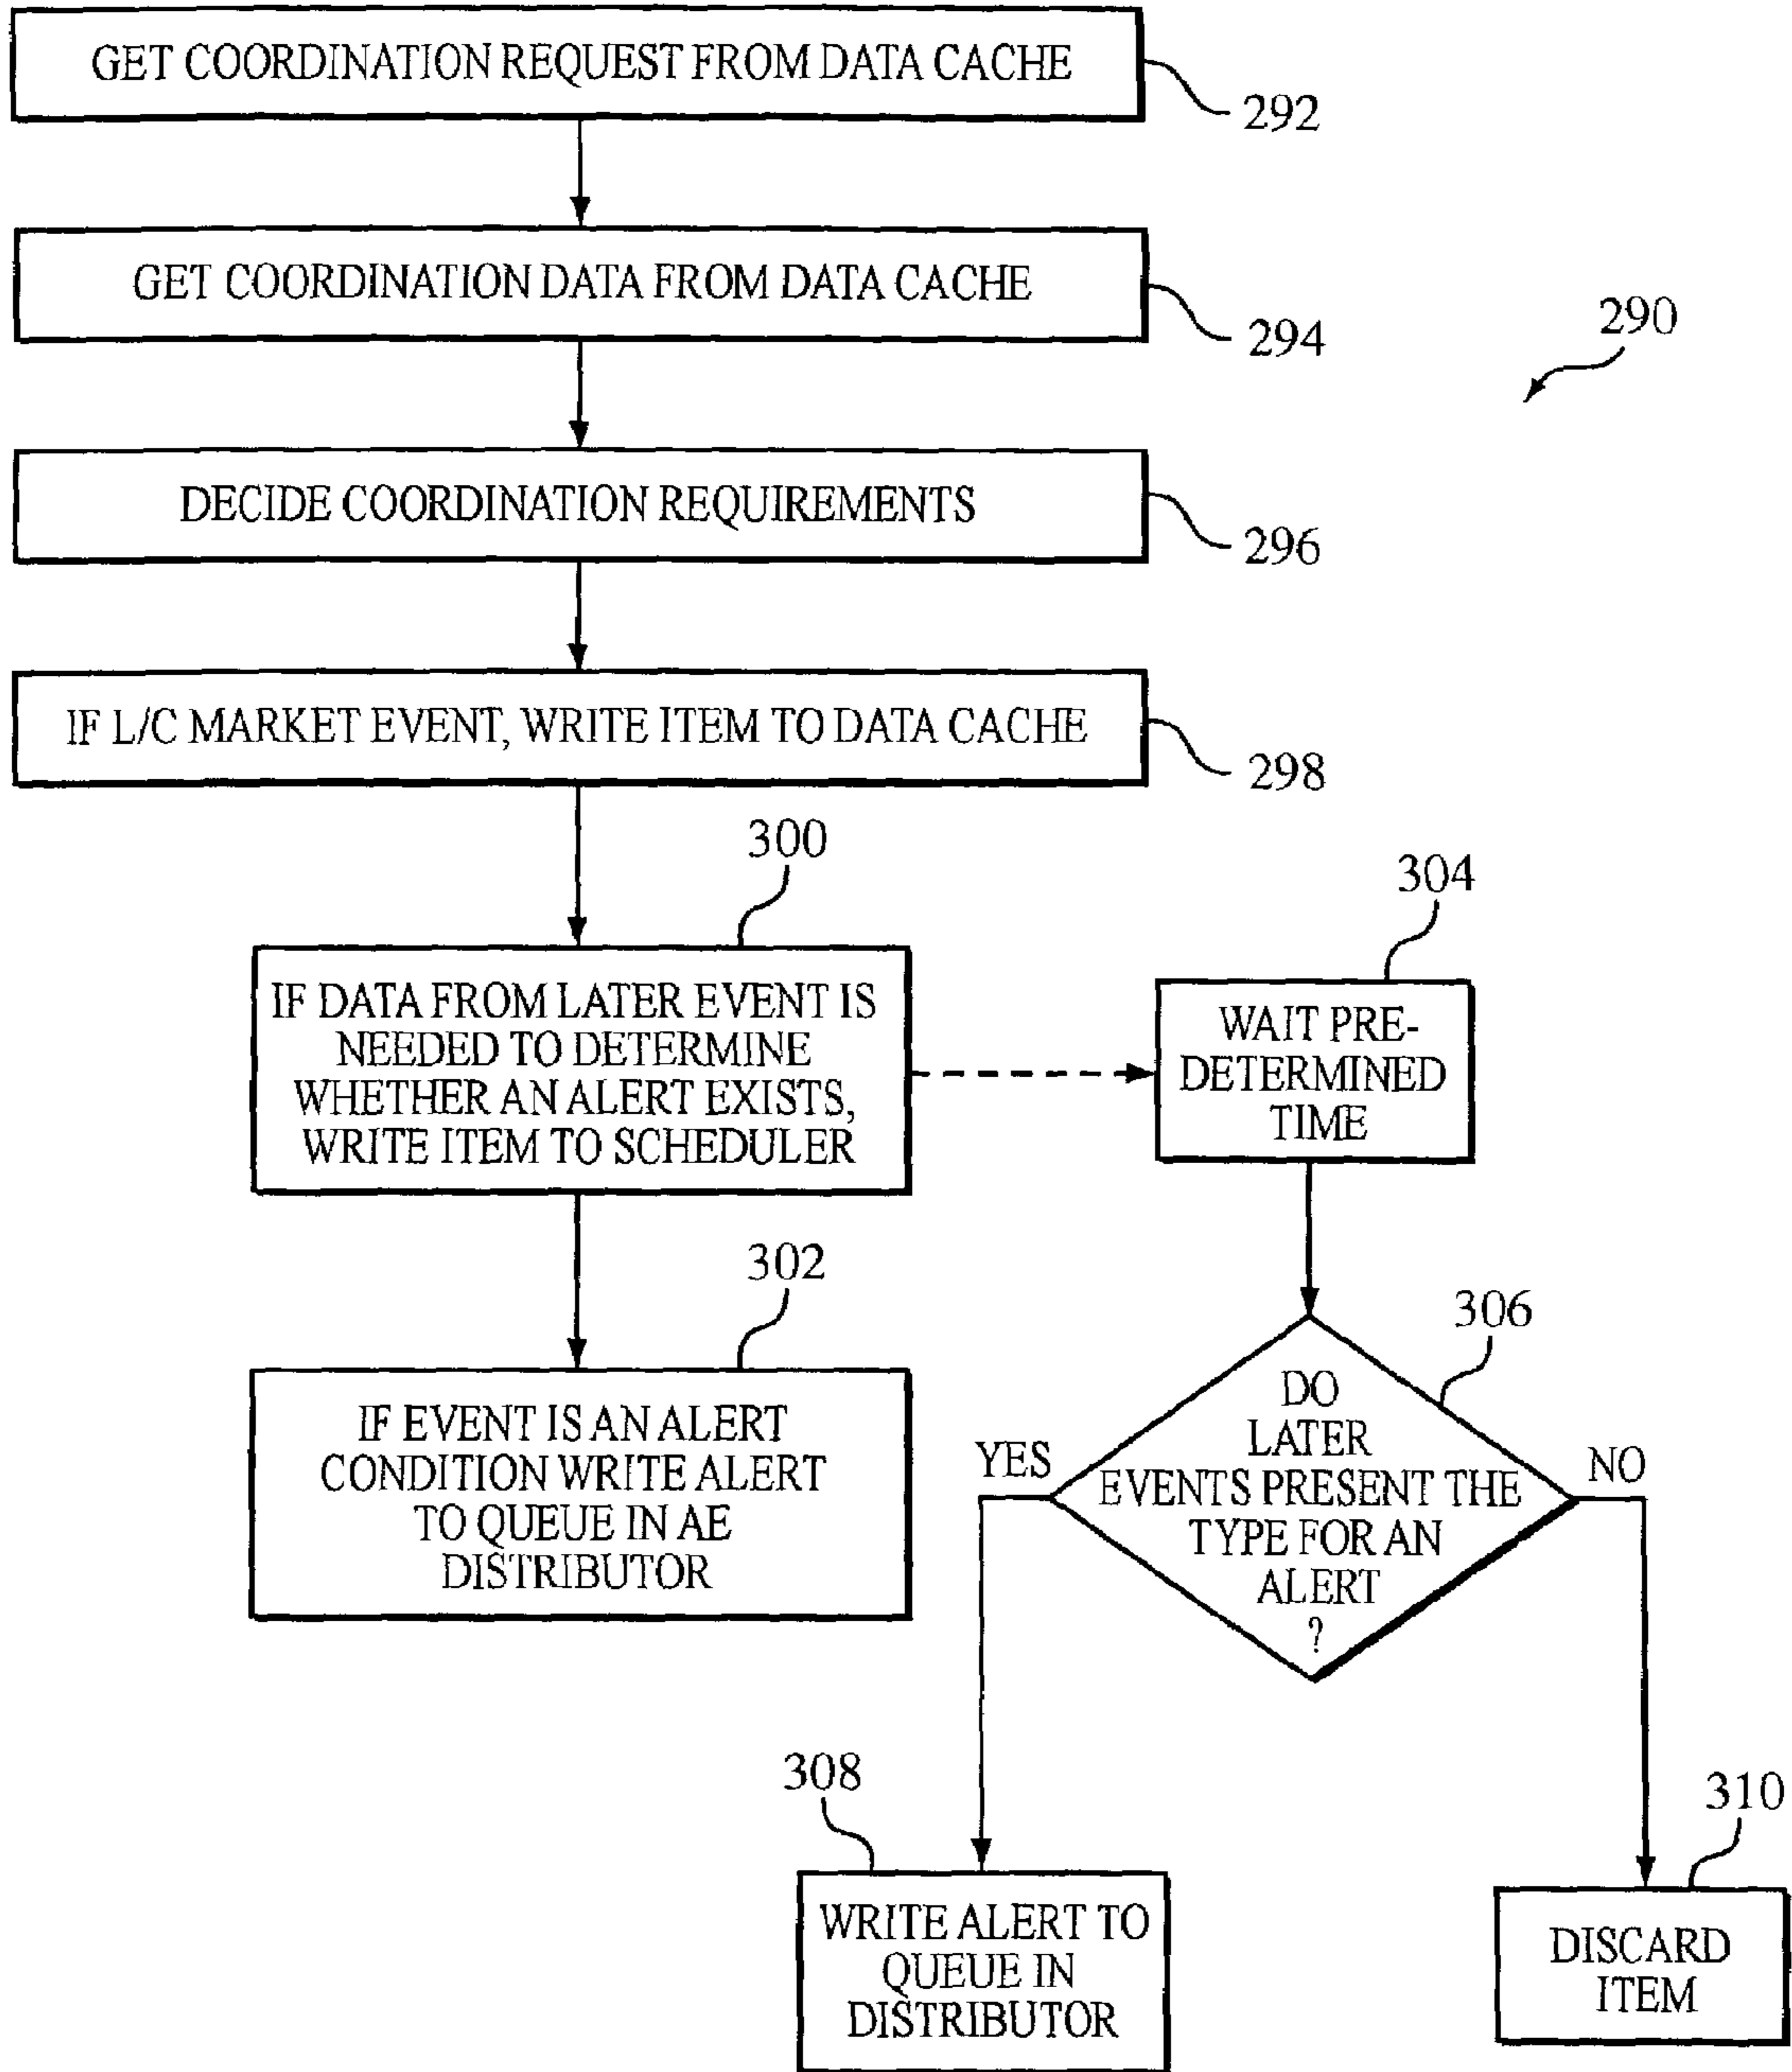 GET COORDINATION REQUEST FROM DATA CACHE
292
GET COORDINATION DATA FROM DATA CACHE
294
290
DECIDE COORDINATION REQUIREMENTS
296
IF L/C MARKET EVENT, WRITE ITEM TO DATA CACHE
298
300
IF DATA FROM LATER EVENT IS
NEEDED TO DETERMINE
WHETHER AN ALERT EXISTS,
WRITE ITEM TO SCHEDULER
304
WAIT PRE-
DETERMINED
TIME
302
IF EVENT IS AN ALERT
CONDITION WRITE ALERT
TO QUEUE IN AE
DISTRIBUTOR
306
DO
LATER
EVENTS PRESENT THE
TYPE FOR AN
ALERT
?
YES
NO
308
WRITE ALERT TO
QUEUE IN
DISTRIBUTOR
310
DISCARD
ITEM